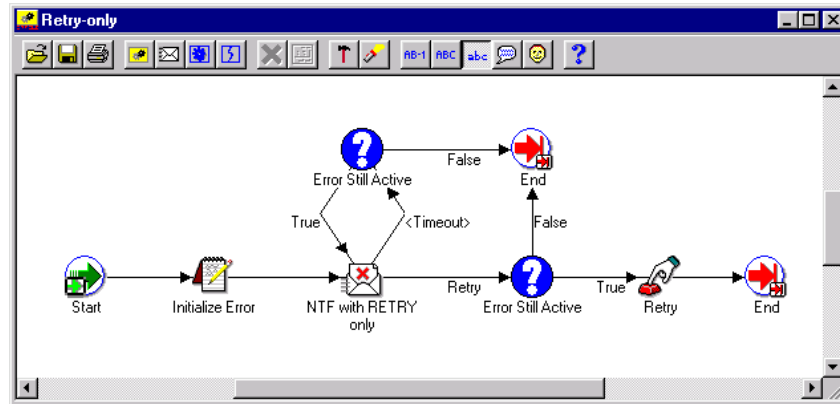 Retry-only
AB-1 ABC abc
False
Error Still Active
End
True
<Timeout>
False
Retry
True
Start
Initialize Error
NTF with RETRY
only
Error Still Active
Retry
End